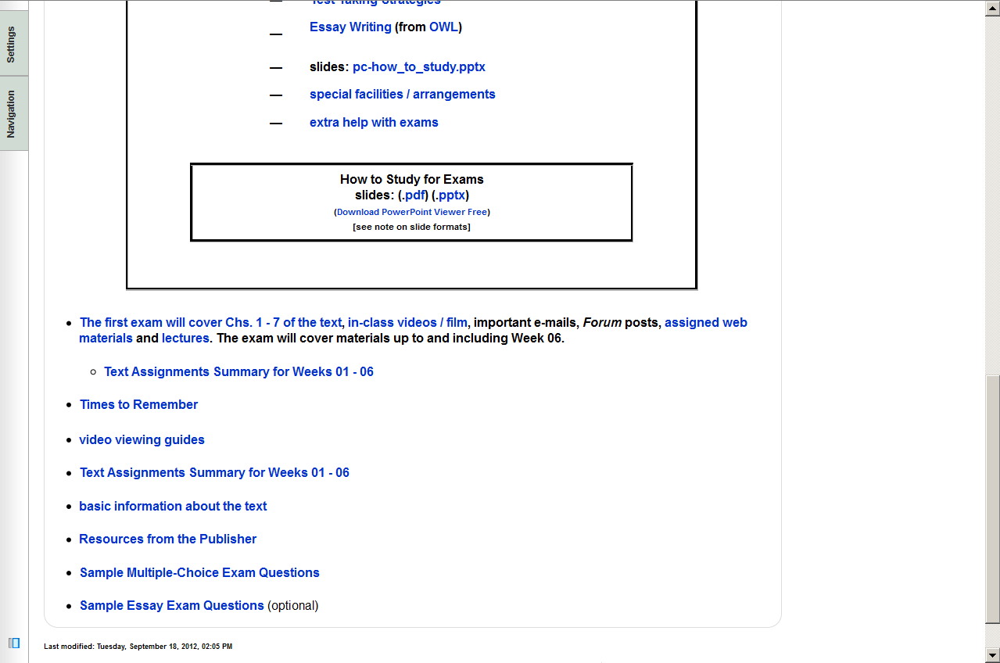 Test-Taking Strategies
— Essay Writing (from OWL)
— slides: pc-how_to_study.pptx
— special facilities / arrangements
— extra help with exams
Settings
Navigation
How to Study for Exams
slides: (.pdf) (.pptx)
(Download PowerPoint Viewer Free)
[see note on slide formats]
• The first exam will cover Chs. 1 - 7 of the text, in-class videos / film, important e-mails, Forum posts, assigned web
materials and lectures. The exam will cover materials up to and including Week 06.
○ Text Assignments Summary for Weeks 01 - 06
• Times to Remember
• video viewing guides
• Text Assignments Summary for Weeks 01 - 06
• basic information about the text
• Resources from the Publisher
• Sample Multiple-Choice Exam Questions
• Sample Essay Exam Questions (optional)
Last modified: Tuesday, September 18, 2012, 02:05 PM